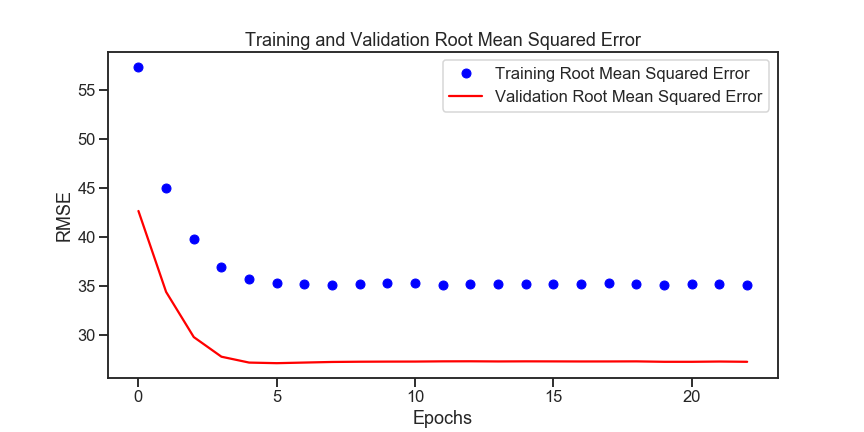 Training and Validation Root Mean Squared Error
Training Root Mean Squared Error
Validation Root Mean Squared Error
RMSE
55
50
45
40
35
30
0 5 10 15 20
Epochs